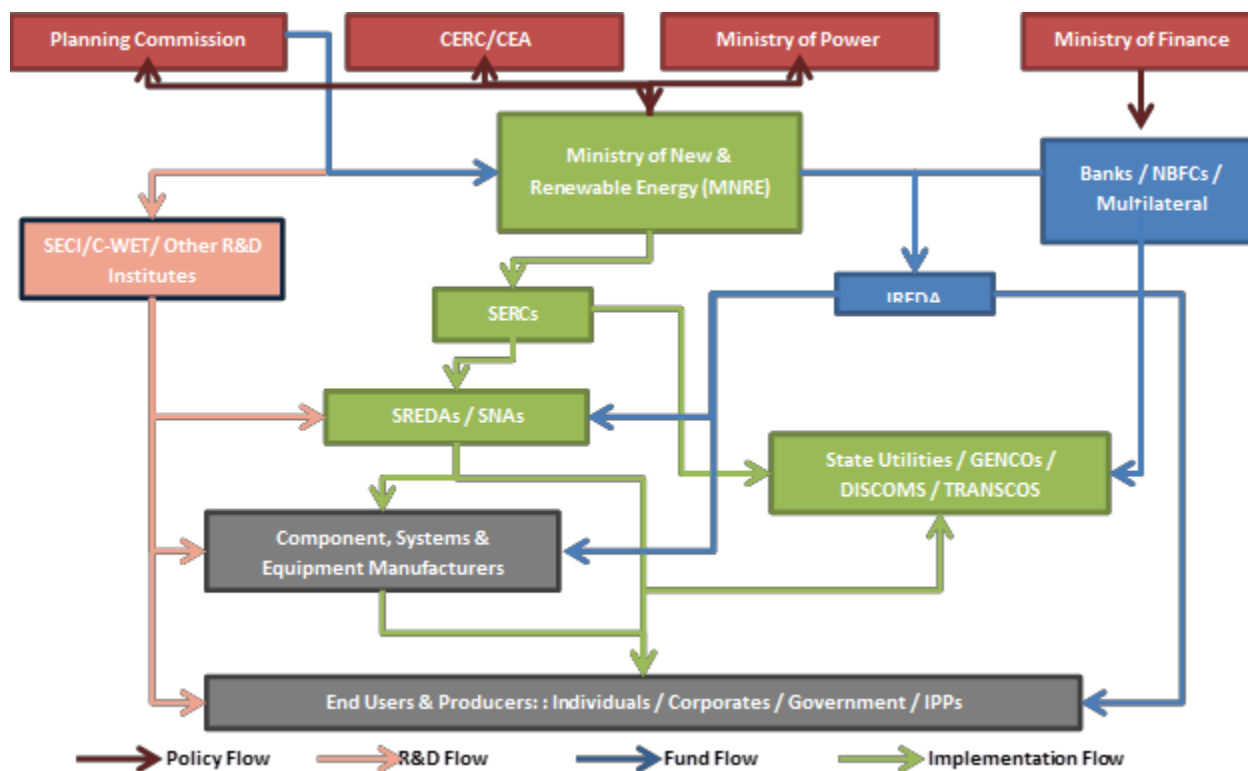 Planning Commission
CERC/CEA
Ministry of Power
Ministry of Finance
Ministry of New &
Renewable Energy (MNRE)
Banks / NBFCs /
Multilateral
SECI/C-WET/ Other R&D
Institutes
IREDA
SERCs
SREDAs / SNAs
State Utilities / GENCOs /
DISCOMS / TRANSCOS
Component, Systems &
Equipment Manufacturers
End Users & Producers: : Individuals / Corporates / Government / IPPs
Policy Flow
R&D Flow
Fund Flow
Implementation Flow